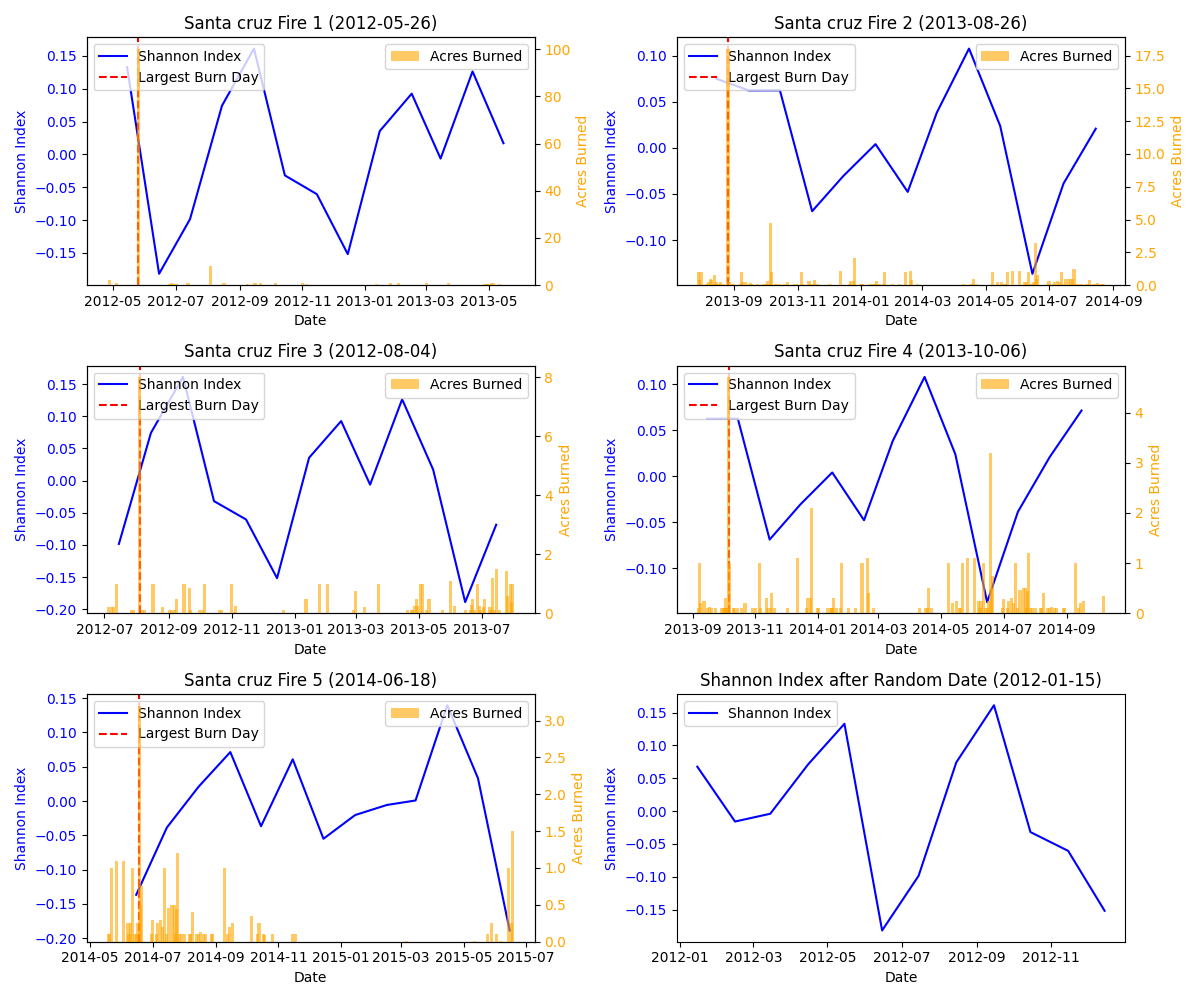 Santa cruz Fire 1 (2012-05-26)
Shannon Index
Largest Burn Day
Acres Burned
0.15
0.10
0.05
0.00
−0.05
−0.10
−0.15
Shannon Index
100
80
60
40
20
0
Acres Burned
2012-05 2012-07 2012-09 2012-11 2013-01 2013-03 2013-05
Date
Santa cruz Fire 2 (2013-08-26)
Shannon Index
Largest Burn Day
Acres Burned
0.10
0.05
0.00
−0.05
−0.10
Shannon Index
17.5
15.0
12.5
10.0
7.5
5.0
2.5
0.0
Acres Burned
2013-09 2013-11 2014-01 2014-03 2014-05 2014-07 2014-09
Date
Santa cruz Fire 3 (2012-08-04)
Shannon Index
Largest Burn Day
Acres Burned
0.15
0.10
0.05
0.00
−0.05
−0.10
−0.15
−0.20
Shannon Index
8
6
4
2
0
Acres Burned
2012-07 2012-09 2012-11 2013-01 2013-03 2013-05 2013-07
Date
Santa cruz Fire 4 (2013-10-06)
Shannon Index
Largest Burn Day
Acres Burned
0.10
0.05
0.00
−0.05
−0.10
Shannon Index
4
3
2
1
0
Acres Burned
2013-09 2013-11 2014-01 2014-03 2014-05 2014-07 2014-09
Date
Santa cruz Fire 5 (2014-06-18)
Shannon Index
Largest Burn Day
Acres Burned
0.15
0.10
0.05
0.00
−0.05
−0.10
−0.15
−0.20
Shannon Index
3.0
2.5
2.0
1.5
1.0
0.5
0.0
Acres Burned
2014-05 2014-07 2014-09 2014-11 2015-01 2015-03 2015-05 2015-07
Date
Shannon Index after Random Date (2012-01-15)
Shannon Index
0.15
0.10
0.05
0.00
−0.05
−0.10
−0.15
Shannon Index
2012-01 2012-03 2012-05 2012-07 2012-09 2012-11
Date